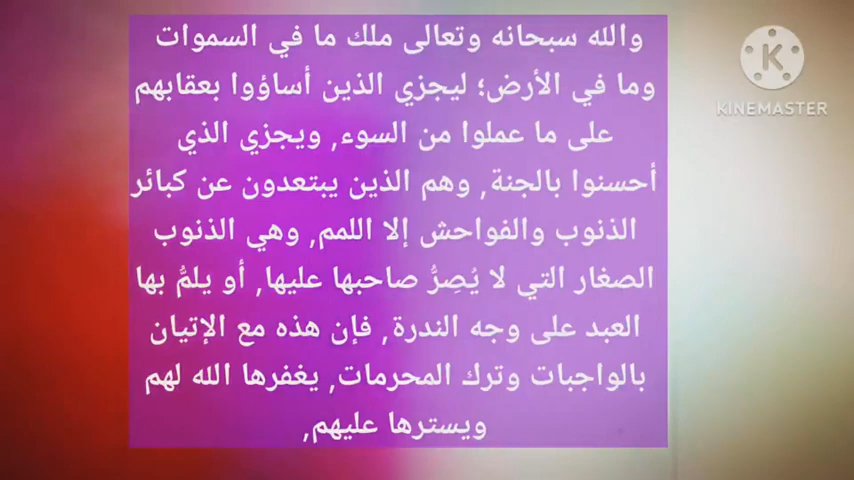 والله سبحانه وتعالى ملك ما في السموات
وما في الأرض؛ ليجزي الذين أساؤوا بعقابهم
على ما عملوا من السوء, ويجزي الذي
أحسنوا بالجنة, وهم الذين يبتعدون عن كبائر
الذنوب والفواحش إلا اللمم, وهي الذنوب
الصغار التي لا يُصِرُّ صاحبها عليها, أو يلمُّ بها
العبد على وجه الندرة, فإن هذه مع الإتيان
بالواجبات وترك المحرمات, يغفرها الله لهم
ويسترها عليهم,
K
KINEMASTER